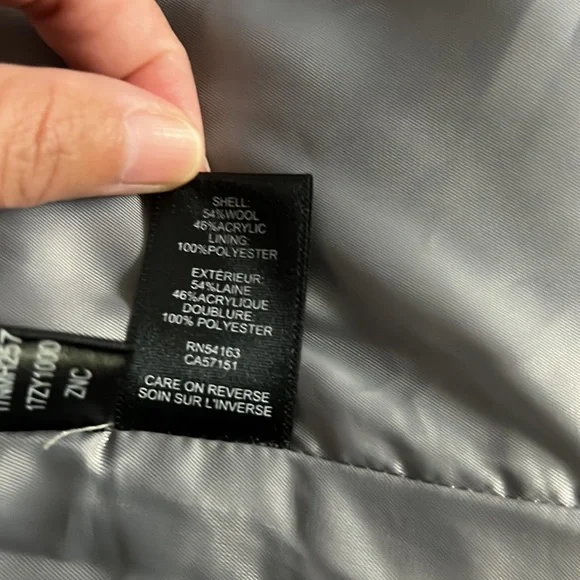 SHELL:
54%WOOL
46%ACRYLIC
LINING:
100%POLYESTER
EXTÉRIEUR:
54%LAINE
46%ACRYLIQUE
DOUBLURE:
100% POLYESTER
RN54163
CA57151
CARE ON REVERSE
SOIN SUR L'INVERSE
17ZY1000
ZNC